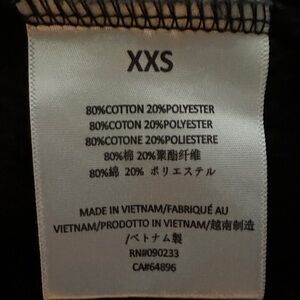 XXS
80%COTTON 20%POLYESTER
80%COTON 20%POLYESTER
80%COTONE 20%POLIESTERE
80%棉 20%聚酯纤维
80%綿 20% ポリエステル
MADE IN VIETNAM/FABRIQUÉ AU
VIETNAM/PRODOTTO IN VIETNAM/越南制造
/ベトナム製
RN#090233
CA#64896